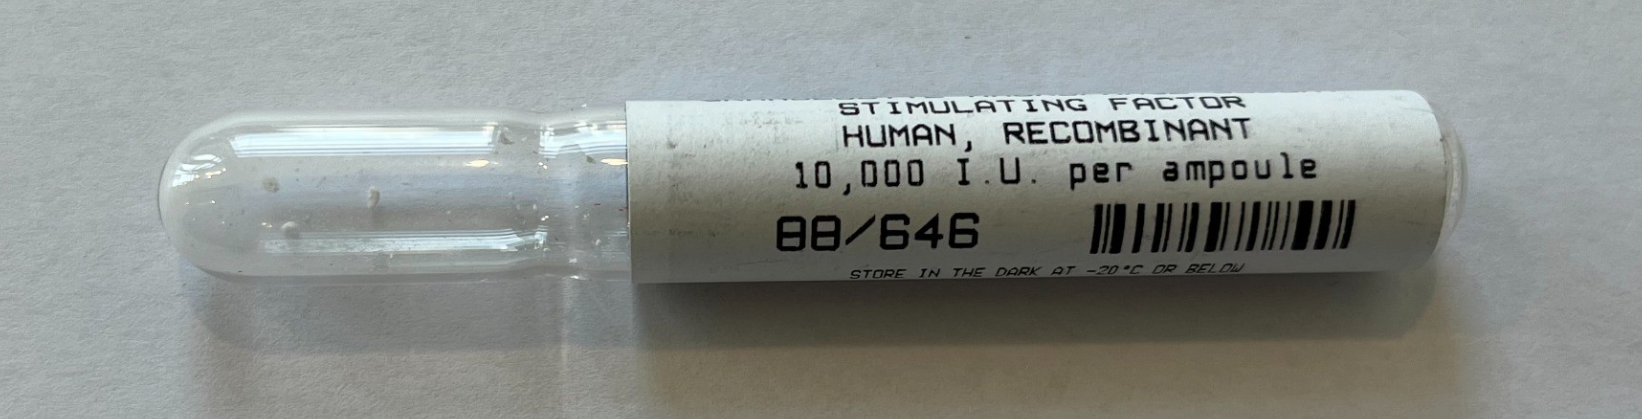 STIMULATING FACTOR
HUMAN, RECOMBINANT
10,000 I.U. per ampoule
88/646
STORE IN THE DARK AT -20°C OR BELOW